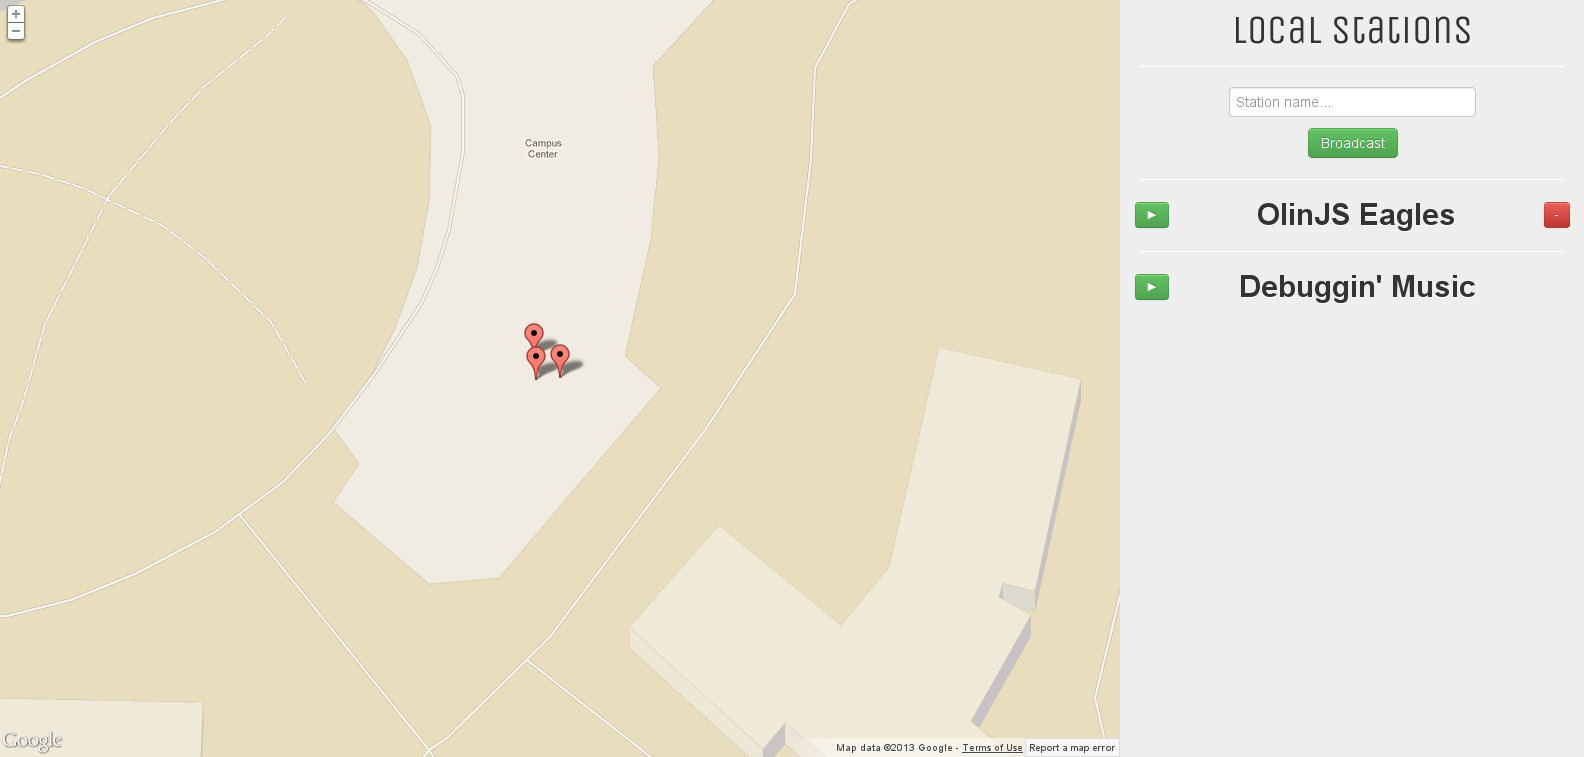 +
-
Campus
Center
Google
Map data ©2013 Google - Terms of Use Report a map error
Local Stations
Station name...
Broadcast
OlinJS Eagles
-
Debuggin' Music